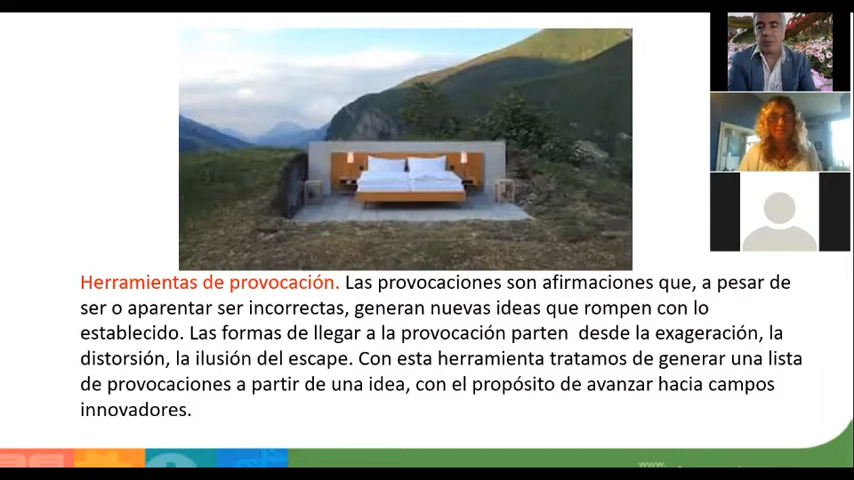 Herramientas de provocación. Las provocaciones son afirmaciones que, a pesar de
ser o aparentar ser incorrectas, generan nuevas ideas que rompen con lo
establecido. Las formas de llegar a la provocación parten desde la exageración, la
distorsión, la ilusión del escape. Con esta herramienta tratamos de generar una lista
de provocaciones a partir de una idea, con el propósito de avanzar hacia campos
innovadores.
www.